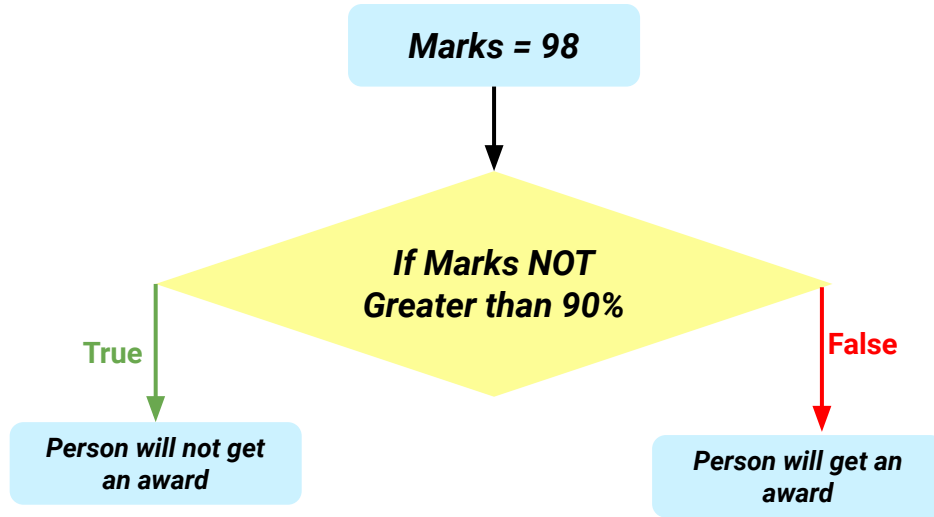 Marks = 98
If Marks NOT
Greater than 90%
True
False
Person will not get
an award
Person will get an
award